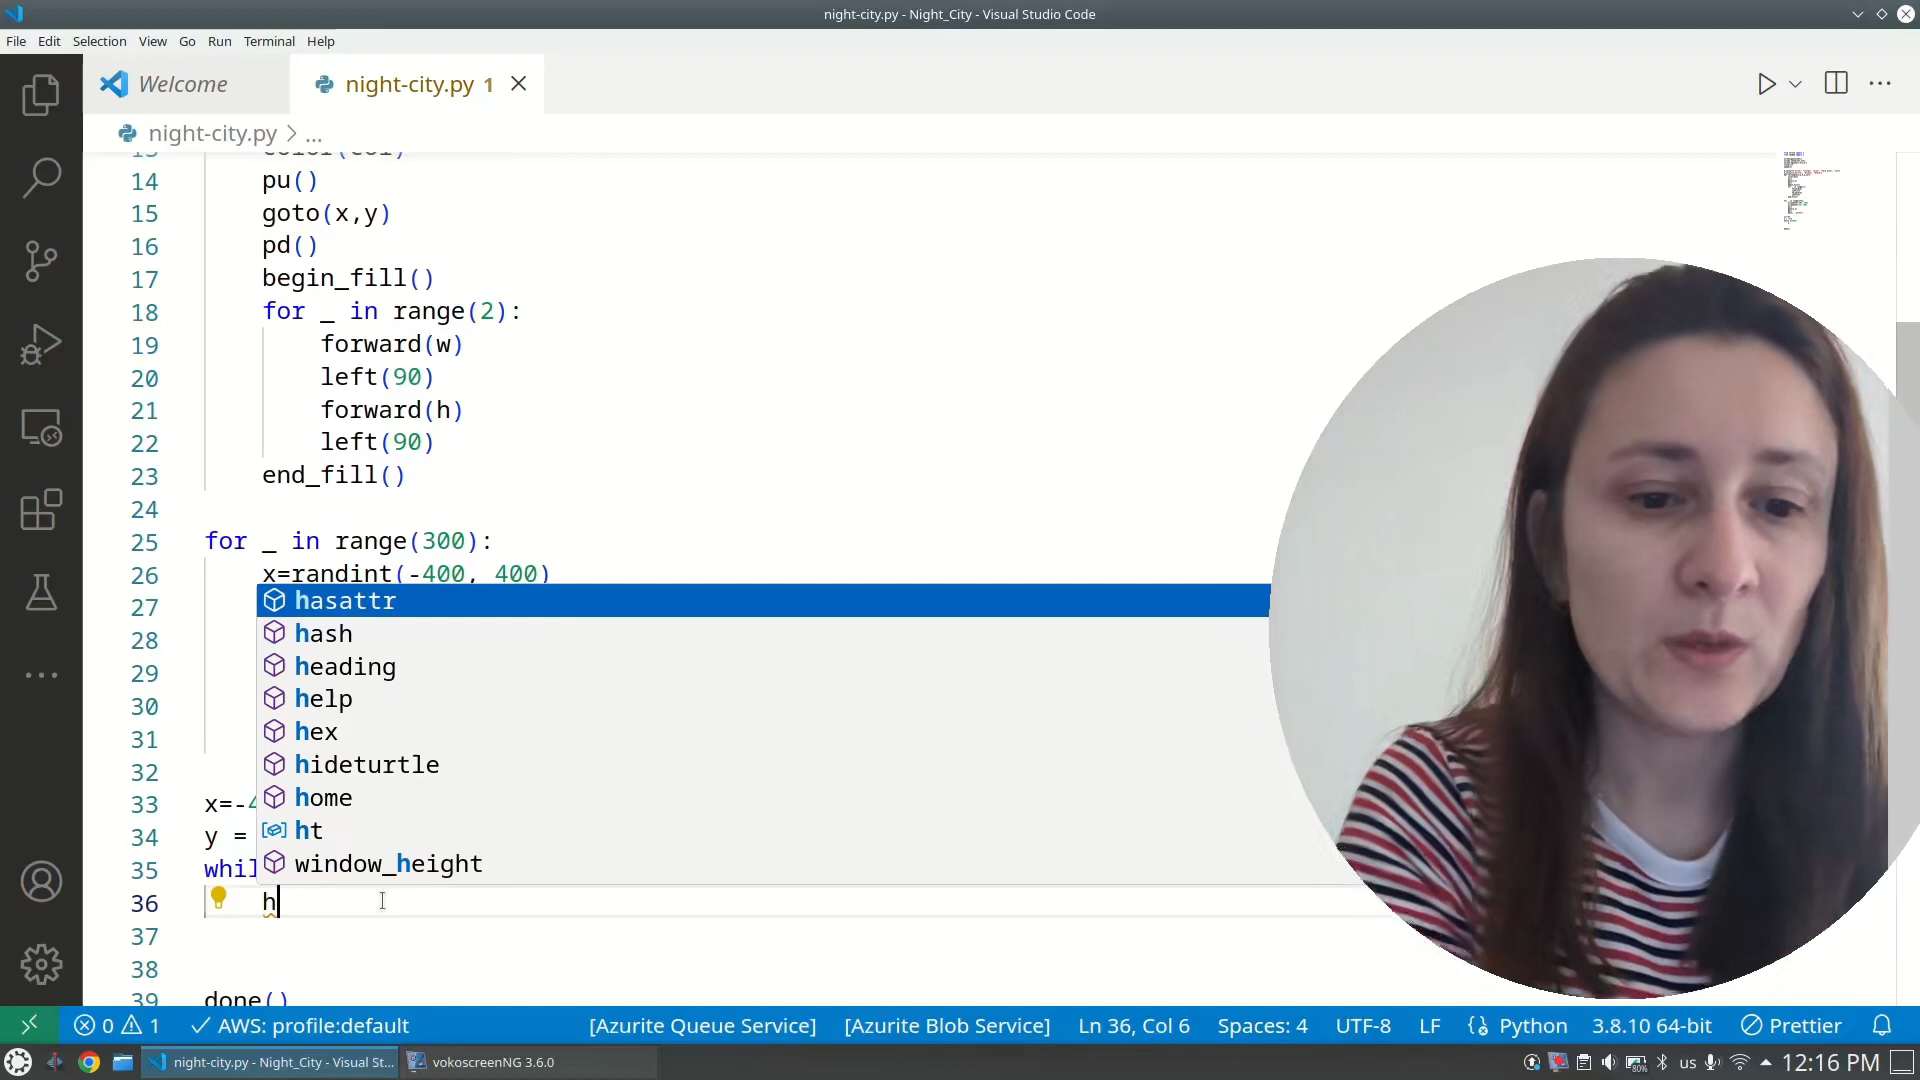 night-city.py - Night_City - Visual Studio Code
File Edit Selection View Go Run Terminal Help
Welcome
night-city.py 1
night-city.py > ...
14 pu()
15 goto(x,y)
16 pd()
17 begin_fill()
18 for _ in range(2):
19 forward(w)
20 left(90)
21 forward(h)
22 left(90)
23 end_fill()
24
25 for _ in range(300):
26 x=randint(-400, 400)
27 hasattr
28 hash
29 heading
30 help
31 hex
32 hideturtle
33 x=-4 home
34 y = ht
35 whil window_height
36 h
37
38
39 done()
0 1 AWS: profile:default [Azurite Queue Service] [Azurite Blob Service] Ln 36, Col 6 Spaces: 4 UTF-8 LF Python 3.8.10 64-bit Prettier
night-city.py - Night_City - Visual St... vokoscreenNG 3.6.0 80% us 12:16 PM